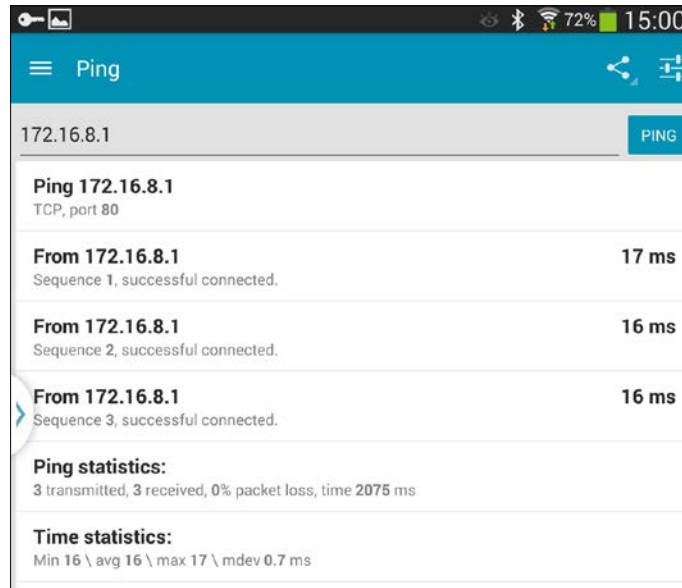 72% 15:00
Ping
172.16.8.1 PING
Ping 172.16.8.1
TCP, port 80
From 172.16.8.1 17 ms
Sequence 1, successful connected.
From 172.16.8.1 16 ms
Sequence 2, successful connected.
From 172.16.8.1 16 ms
Sequence 3, successful connected.
Ping statistics:
3 transmitted, 3 received, 0% packet loss, time 2075 ms
Time statistics:
Min 16 \ avg 16 \ max 17 \ mdev 0.7 ms